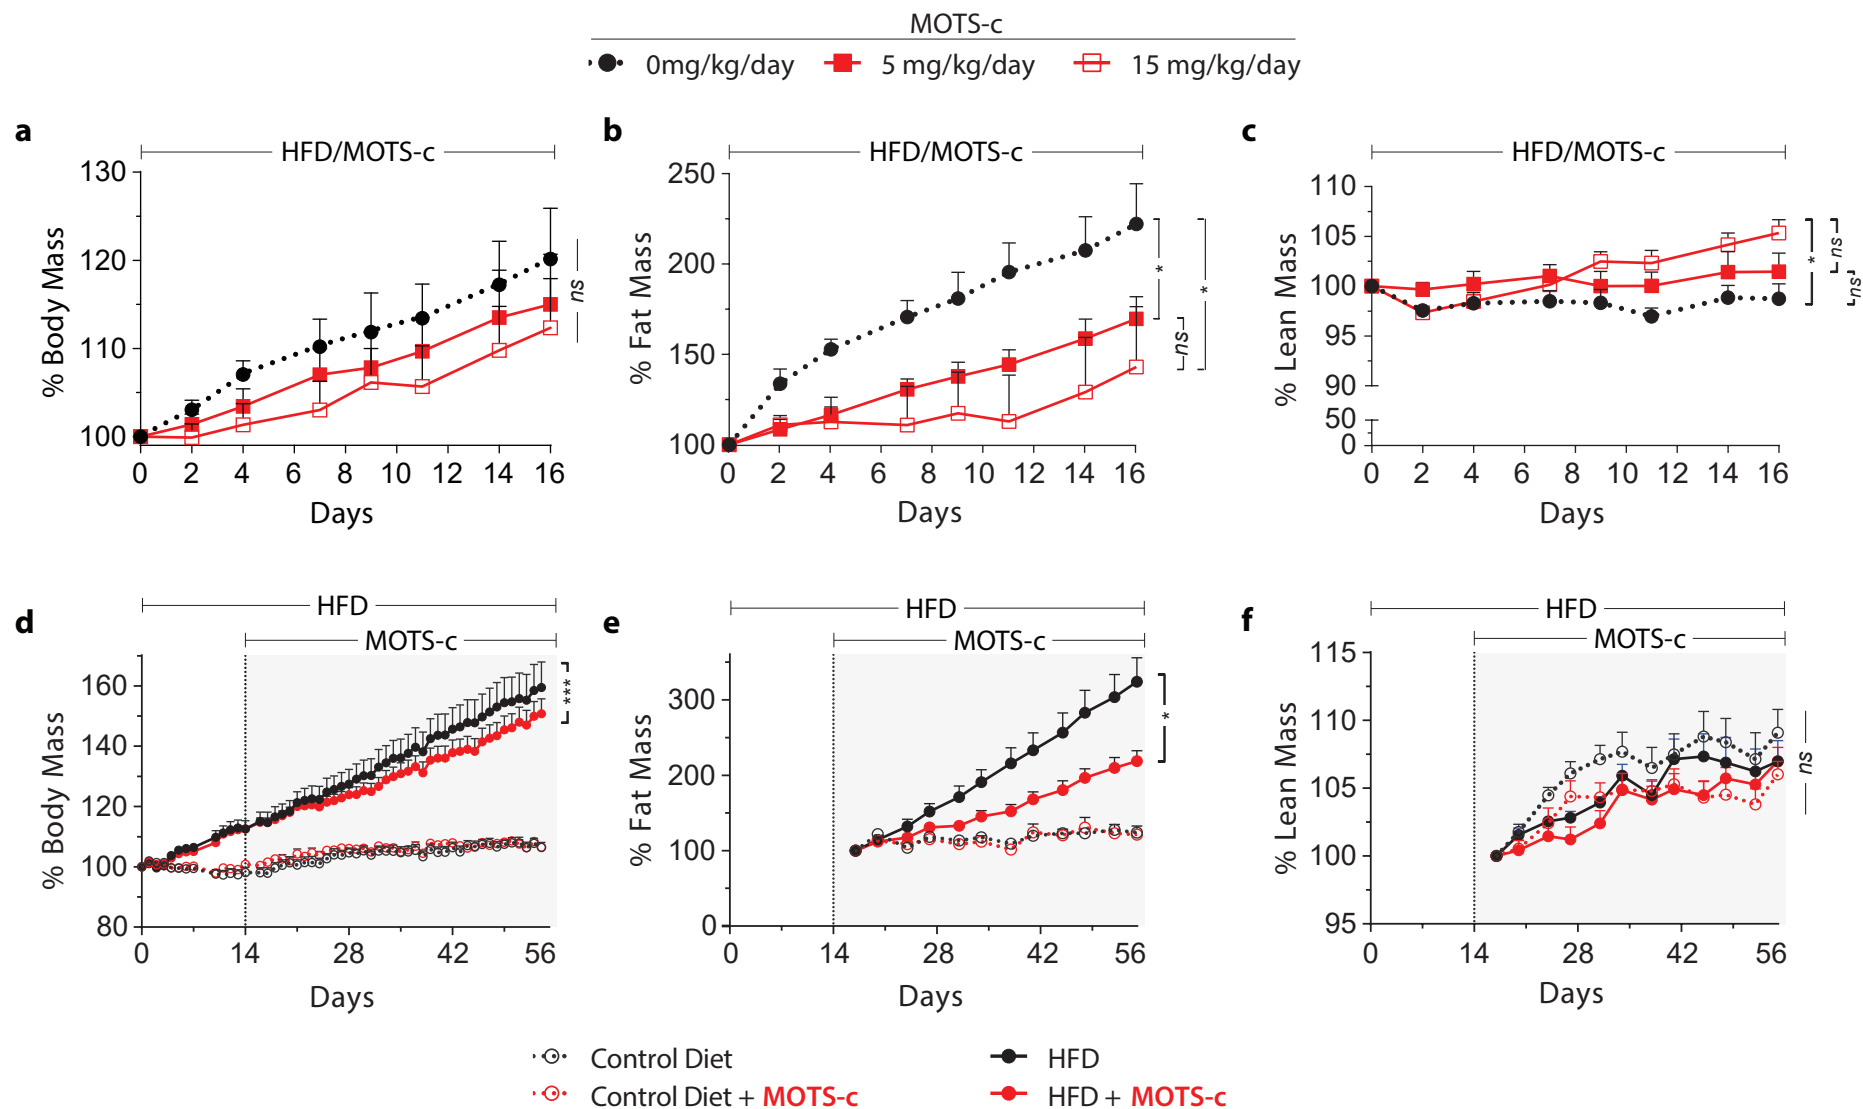 MOTS-c
0mg/kg/day 5 mg/kg/day 15 mg/kg/day
a
HFD/MOTS-c
% Body Mass
130
120
110
100
0 2 4 6 8 10 12 14 16
Days
ns
b
HFD/MOTS-c
% Fat Mass
250
200
150
100
0 2 4 6 8 10 12 14 16
Days
*
*
ns
c
HFD/MOTS-c
% Lean Mass
110
105
100
95
90
50
0
0 2 4 6 8 10 12 14 16
Days
*
ns
ns
d
HFD
MOTS-c
% Body Mass
160
140
120
100
80
0 14 28 42 56
Days
***
e
HFD
MOTS-c
% Fat Mass
300
200
100
0
0 14 28 42 56
Days
*
f
HFD
MOTS-c
% Lean Mass
115
110
105
100
95
0 14 28 42 56
Days
ns
Control Diet HFD
Control Diet + MOTS-c HFD + MOTS-c